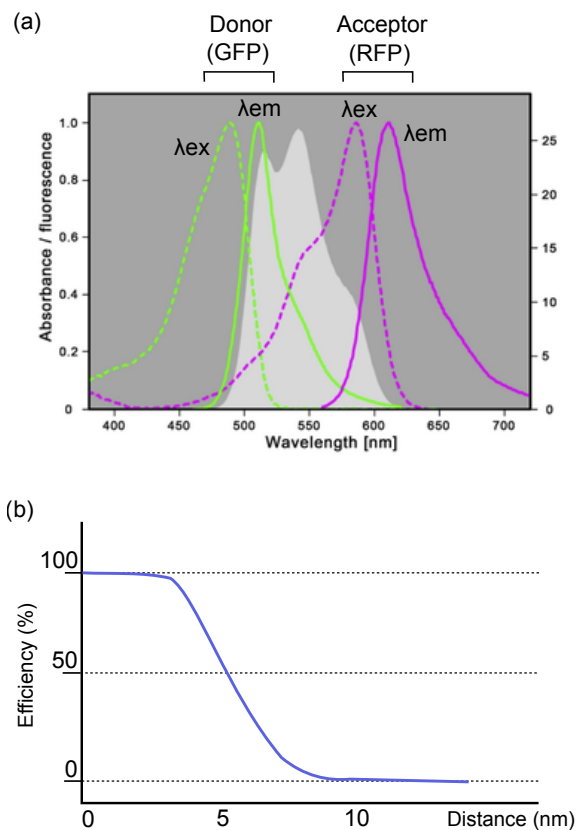 (a)
Donor
(GFP)
Acceptor
(RFP)
λex
λem
λex
λem
Absorbance / fluorescence
1.0
0.8
0.6
0.4
0.2
0
25
20
15
10
5
0
400 450 500 550 600 650 700
Wavelength [nm]
(b)
Efficiency (%)
100
50
0
0 5 10 Distance (nm)